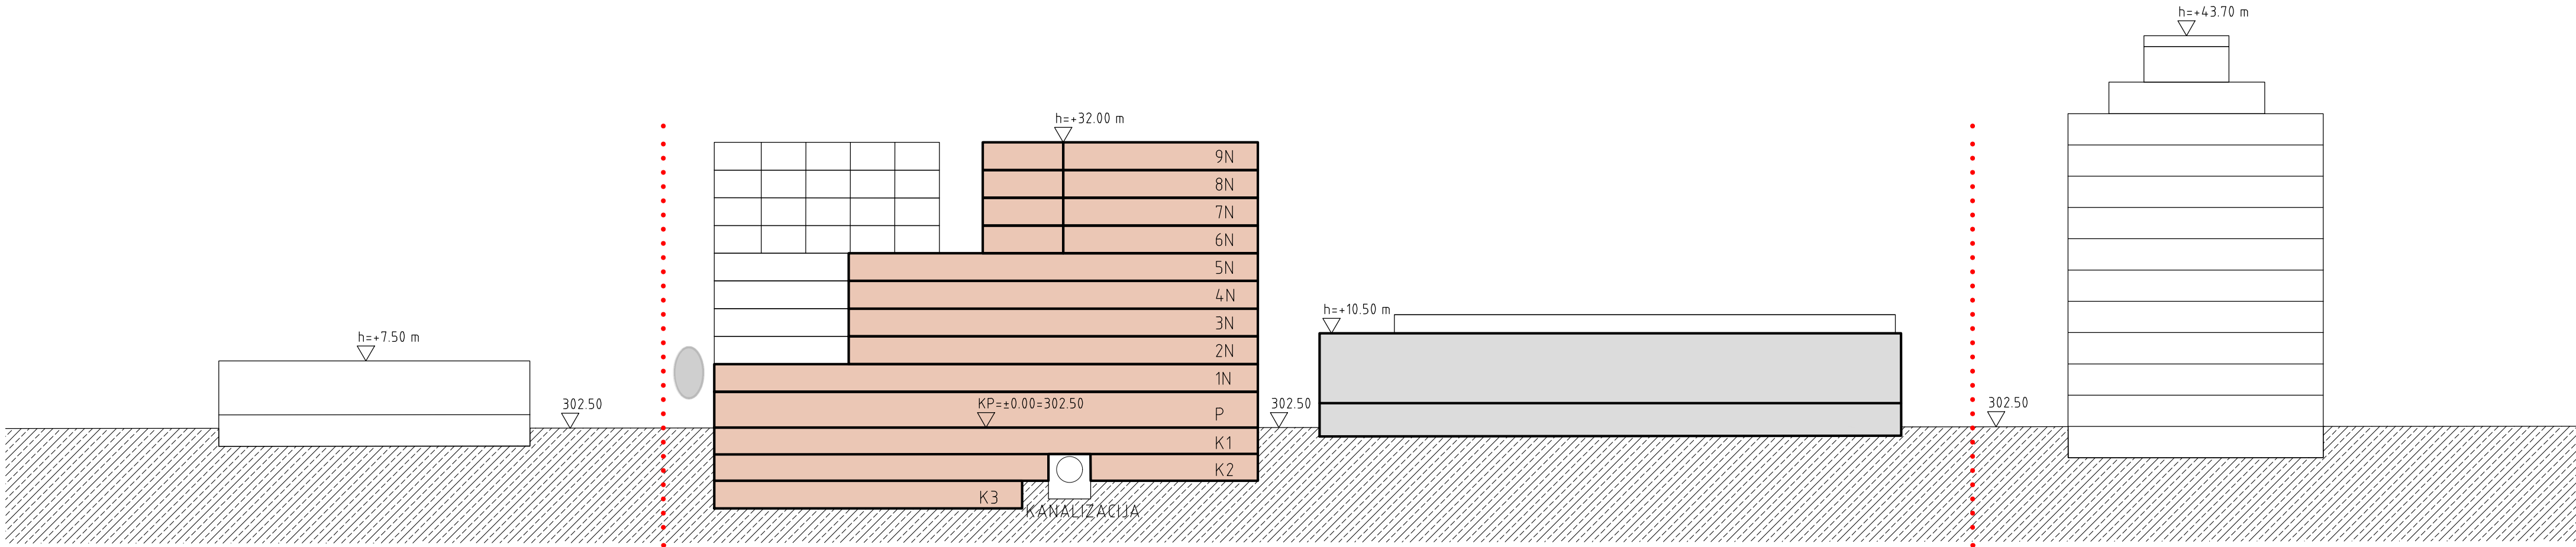 h=+43.70 m
h=+32.00 m
9N
8N
7N
6N
5N
4N
3N
2N
1N
h=+10.50 m
h=+7.50 m
302.50
KP=±0.00=302.50
302.50
302.50
P
K1
K2
K3
KANALIZACIJA